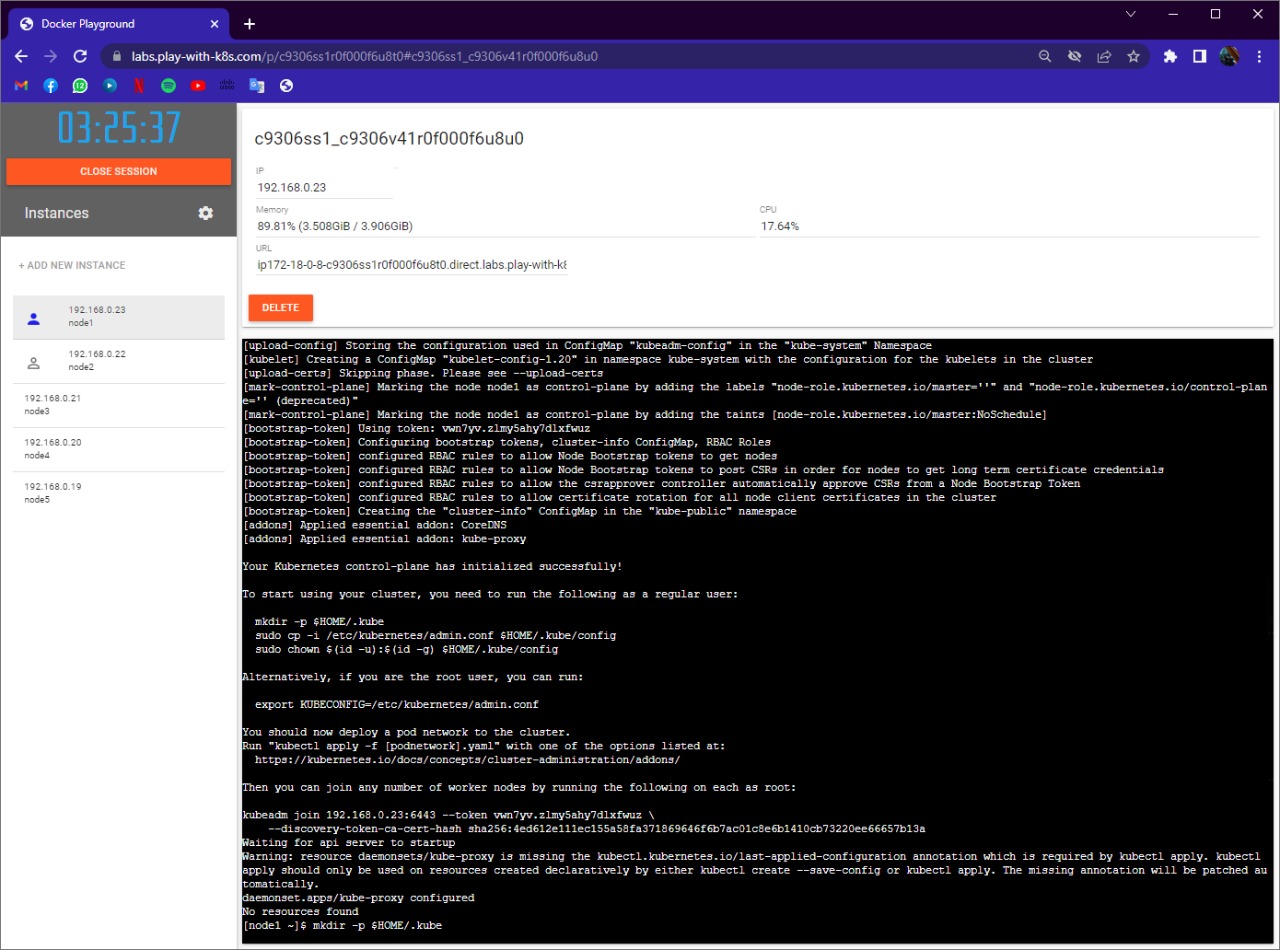 Docker Playground
labs.play-with-k8s.com/p/c9306ss1r0f000f6u8t0#c9306ss1_c9306v41r0f000f6u8u0
12
03:25:37
CLOSE SESSION
Instances
+ ADD NEW INSTANCE
192.168.0.23
node1
192.168.0.22
node2
192.168.0.21
node3
192.168.0.20
node4
192.168.0.19
node5
c9306ss1_c9306v41r0f000f6u8u0
IP
192.168.0.23
Memory
89.81% (3.508GiB / 3.906GiB)
CPU
17.64%
URL
ip172-18-0-8-c9306ss1r0f000f6u8t0.direct.labs.play-with-k8
DELETE
[upload-config] Storing the configuration used in ConfigMap "kubeadm-config" in the "kube-system" Namespace
[kubelet] Creating a ConfigMap "kubelet-config-1.20" in namespace kube-system with the configuration for the kubelets in the cluster
[upload-certs] Skipping phase. Please see --upload-certs
[mark-control-plane] Marking the node node1 as control-plane by adding the labels "node-role.kubernetes.io/master=''" and "node-role.kubernetes.io/control-plan
e='' (deprecated)"
[mark-control-plane] Marking the node node1 as control-plane by adding the taints [node-role.kubernetes.io/master:NoSchedule]
[bootstrap-token] Using token: vwn7yv.zlmy5ahy7dlxfwuz
[bootstrap-token] Configuring bootstrap tokens, cluster-info ConfigMap, RBAC Roles
[bootstrap-token] configured RBAC rules to allow Node Bootstrap tokens to get nodes
[bootstrap-token] configured RBAC rules to allow Node Bootstrap tokens to post CSRs in order for nodes to get long term certificate credentials
[bootstrap-token] configured RBAC rules to allow the csrapprover controller automatically approve CSRs from a Node Bootstrap Token
[bootstrap-token] configured RBAC rules to allow certificate rotation for all node client certificates in the cluster
[bootstrap-token] Creating the "cluster-info" ConfigMap in the "kube-public" namespace
[addons] Applied essential addon: CoreDNS
[addons] Applied essential addon: kube-proxy
Your Kubernetes control-plane has initialized successfully!
To start using your cluster, you need to run the following as a regular user:
mkdir -p $HOME/.kube
sudo cp -i /etc/kubernetes/admin.conf $HOME/.kube/config
sudo chown $(id -u):$(id -g) $HOME/.kube/config
Alternatively, if you are the root user, you can run:
export KUBECONFIG=/etc/kubernetes/admin.conf
You should now deploy a pod network to the cluster.
Run "kubectl apply -f [podnetwork].yaml" with one of the options listed at:
https://kubernetes.io/docs/concepts/cluster-administration/addons/
Then you can join any number of worker nodes by running the following on each as root:
kubeadm join 192.168.0.23:6443 --token vwn7yv.zlmy5ahy7dlxfwuz \
--discovery-token-ca-cert-hash sha256:4ed612e111ec155a58fa371869646f6b7ac01c8e6b1410cb73220ee66657b13a
Waiting for api server to startup
Warning: resource daemonsets/kube-proxy is missing the kubectl.kubernetes.io/last-applied-configuration annotation which is required by kubectl apply. kubectl
apply should only be used on resources created declaratively by either kubectl create --save-config or kubectl apply. The missing annotation will be patched au
tomatically.
daemonset.apps/kube-proxy configured
No resources found
[node1 ~]$ mkdir -p $HOME/.kube